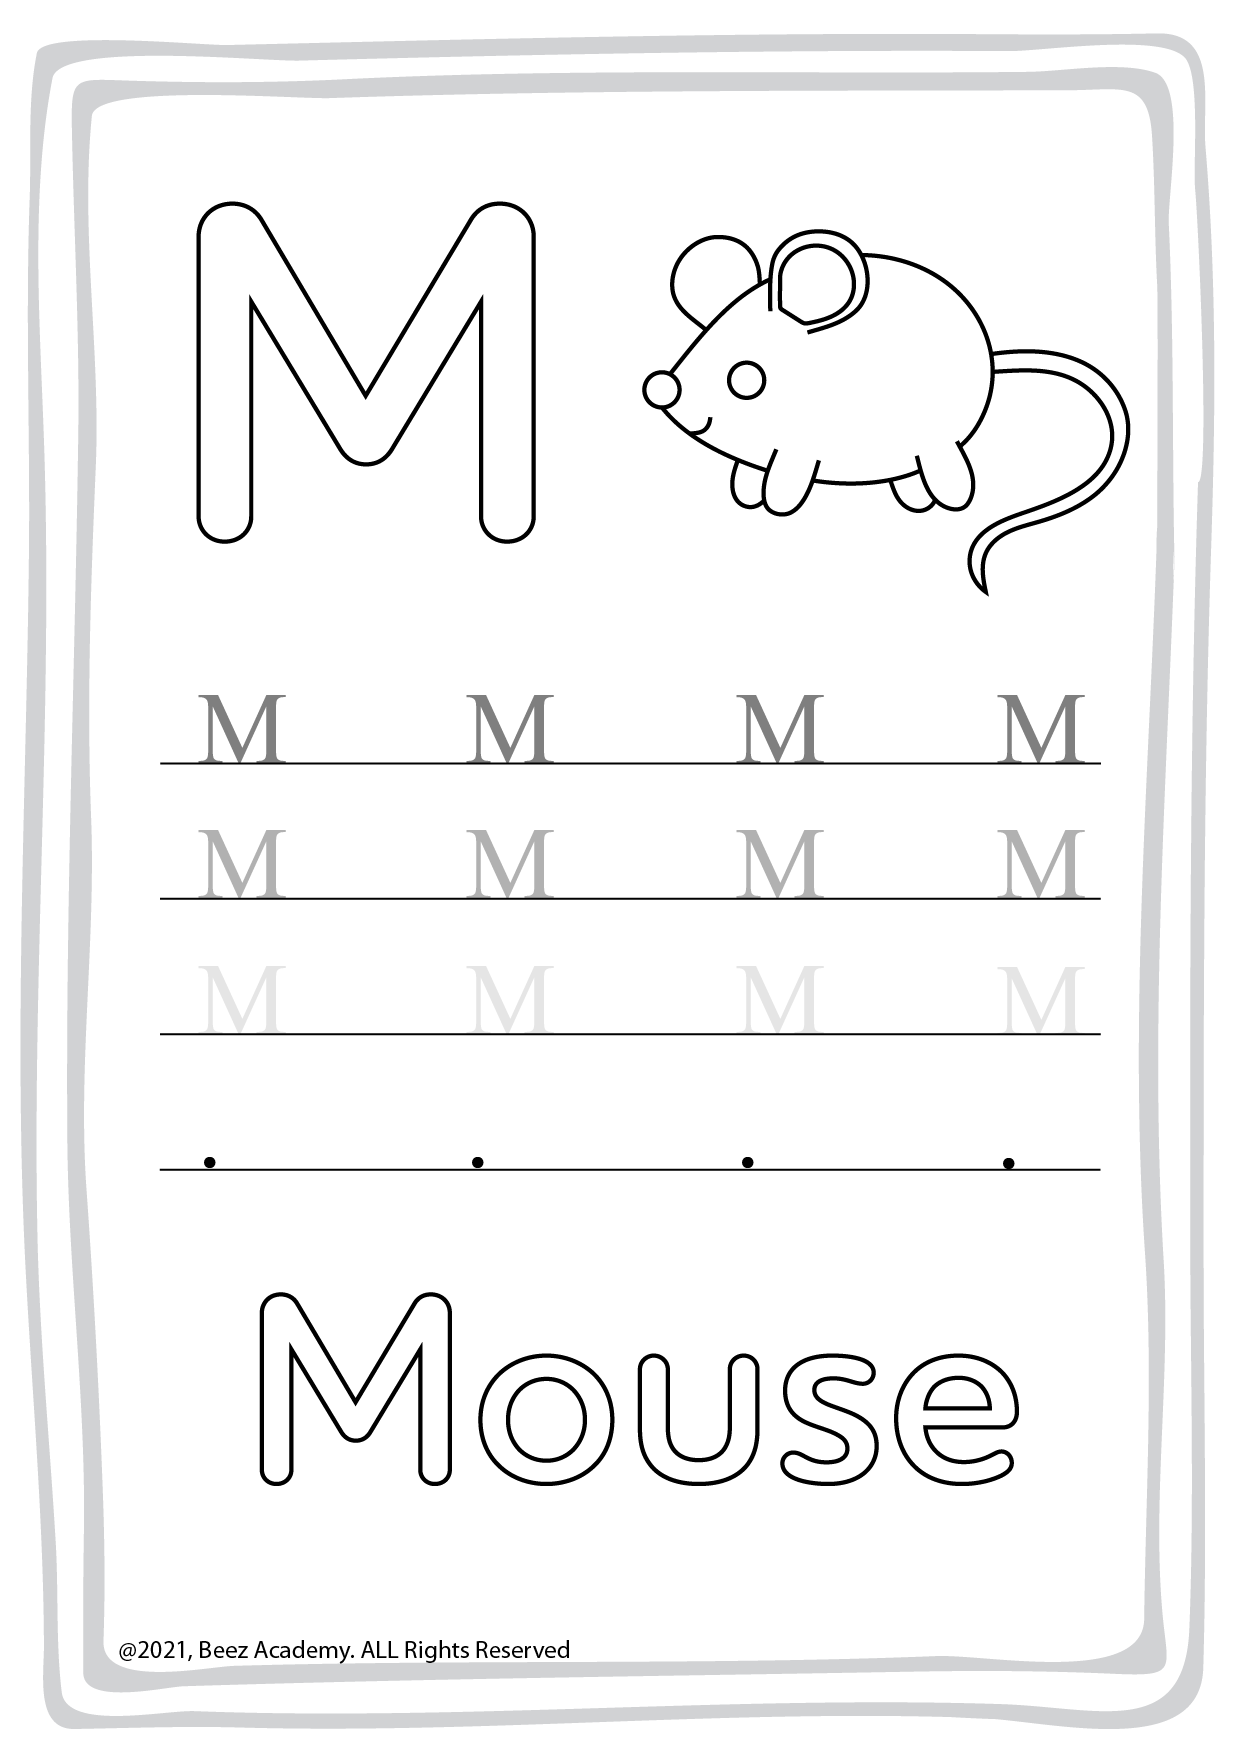 M
M M M M
M M M M
M M M M
. . . .
Mouse
@2021, Beez Academy. ALL Rights Reserved